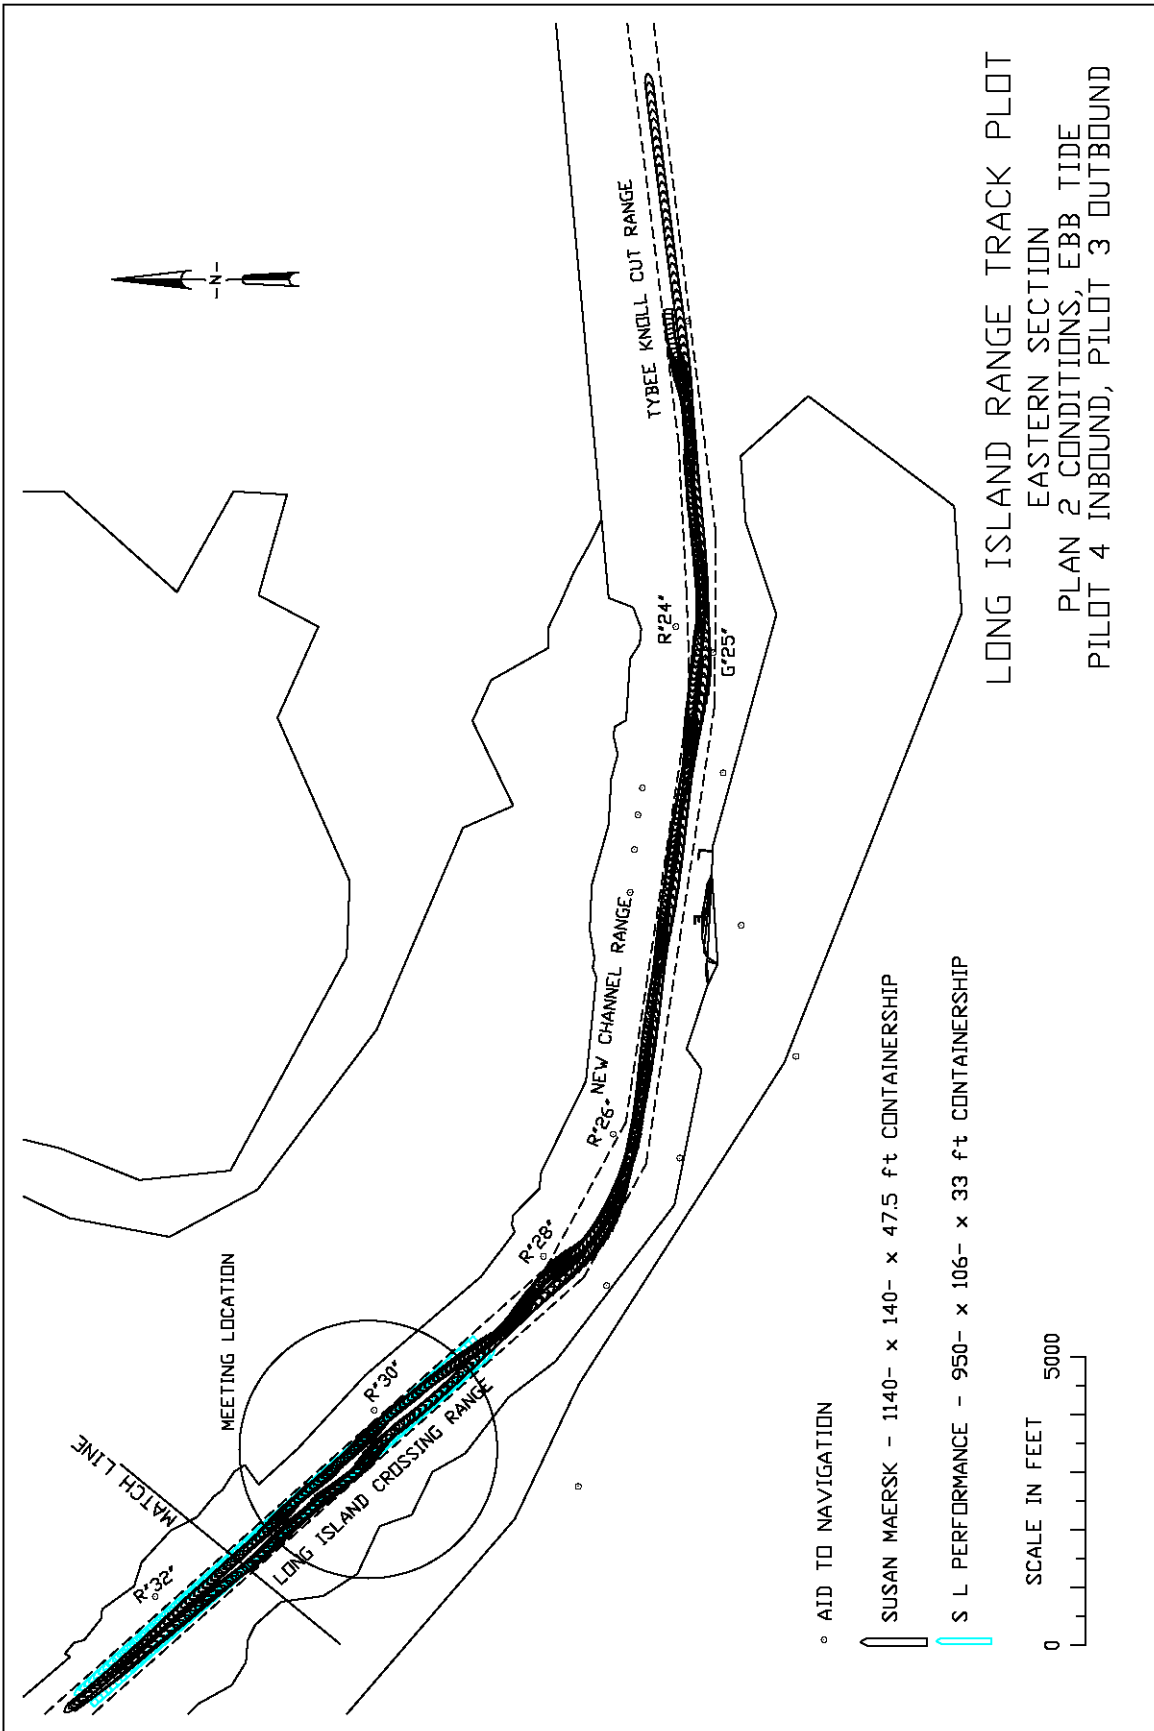 LONG ISLAND RANGE TRACK PLOT
EASTERN SECTION
PLAN 2 CONDITIONS, EBB TIDE
PILOT 4 INBOUND, PILOT 3 OUTBOUND
-N-
TYBEE KNOLL CUT RANGE
R"24"
G"25"
NEW CHANNEL RANGE
R"26"
R"28"
MEETING LOCATION
R"30"
LONG ISLAND CROSSING RANGE
MATCH LINE
R"32"
AID TO NAVIGATION
SUSAN MAERSK - 1140- x 140- x 47.5 ft CONTAINERSHIP
S L PERFORMANCE - 950- x 106- x 33 ft CONTAINERSHIP
SCALE IN FEET
0 5000